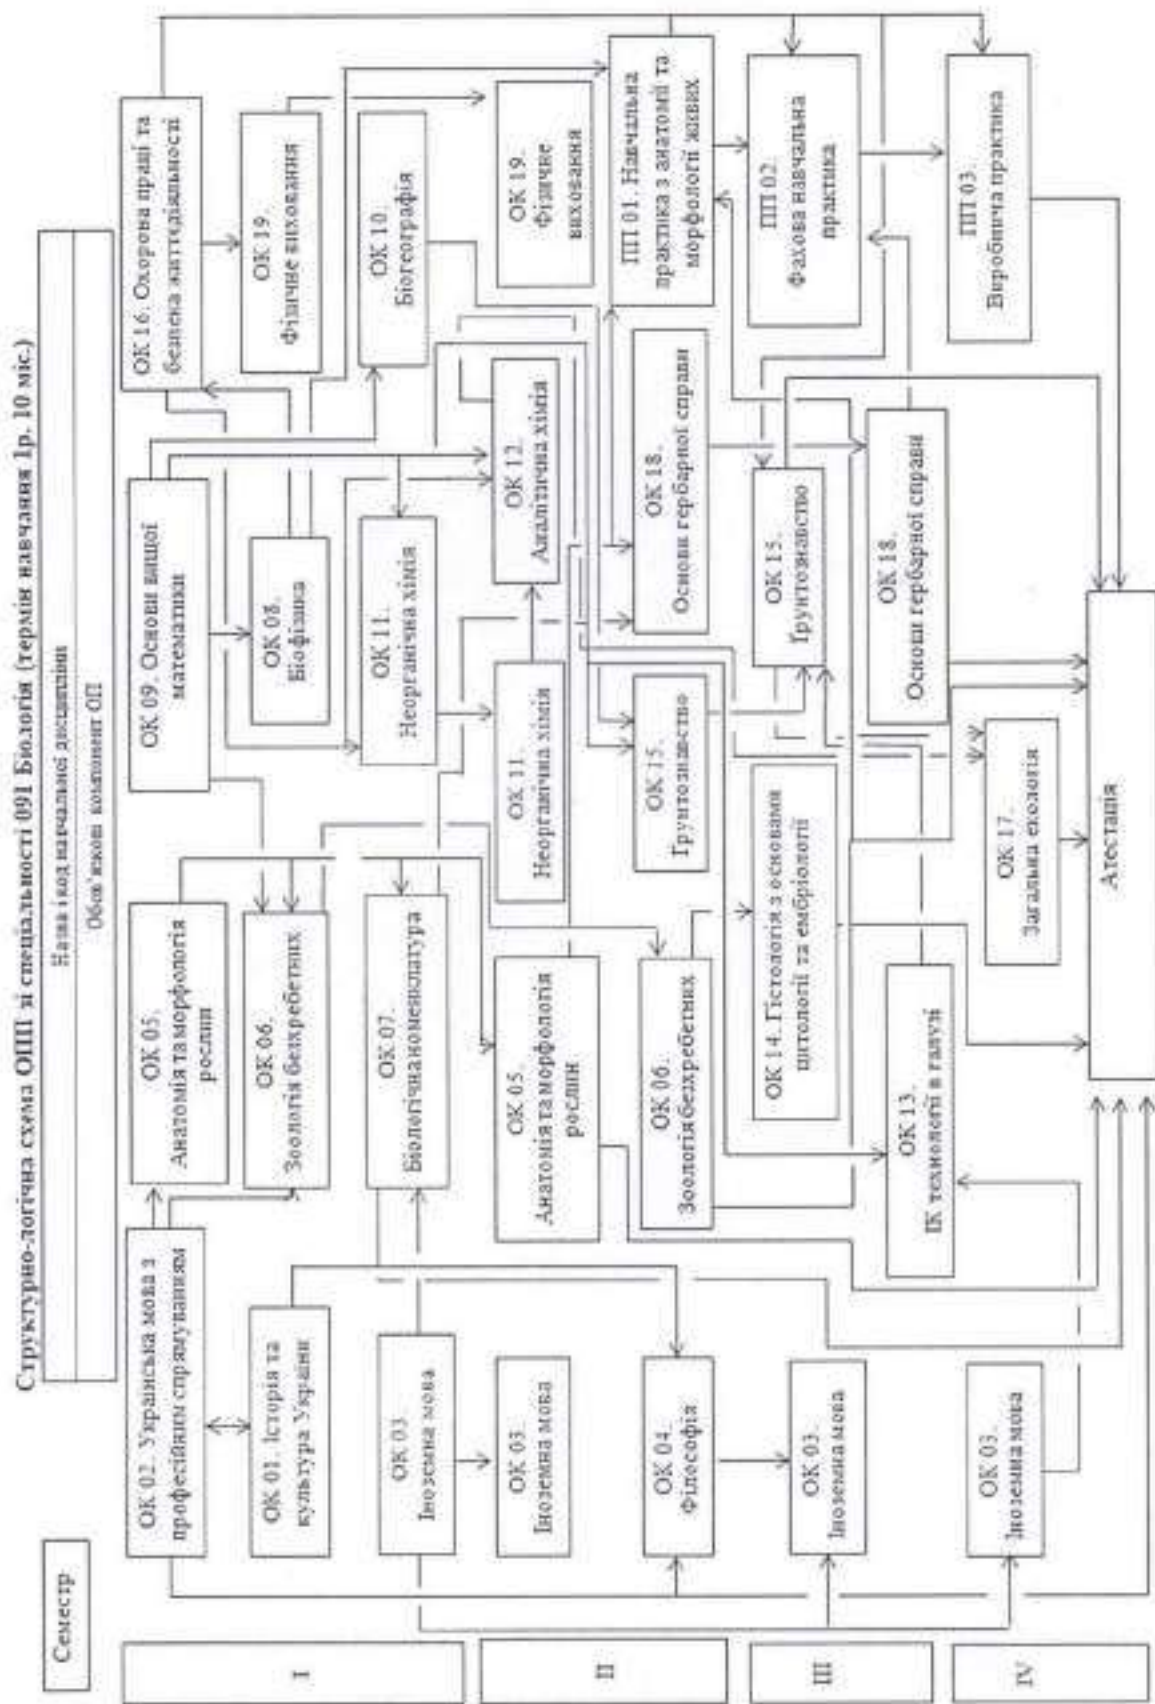 Структурно-логічна схема ОПП зі спеціальності 091 Біологія (термін навчання 1р. 10 міс.)
Семестр
Назва і код навчальної дисципліни
Обов'язкові компонент ОП
I
ОК 02. Українська мова з
професійним спрямуванням
ОК 05.
Анатомія та морфологія
рослин
ОК 09. Основи вищої
математики
ОК 16. Охорона праці та
безпека життєдіяльності
ОК 01. Історія та
культура України
ОК 06.
Зоологія безхребетних
ОК 08.
Біофізика
ОК 19.
Фізичне виховання
ОК 03.
Іноземна мова
ОК 07.
Біологічна номенклатура
ОК 11.
Неорганічна хімія
ОК 10.
Біогеографія
II
ОК 03.
Іноземна мова
ОК 05.
Анатомія та морфологія
рослин
ОК 11.
Неорганічна хімія
ОК 12.
Аналітична хімія
ОК 19.
Фізичне
виховання
ОК 04.
Філософія
ОК 06.
Зоологія безхребетних
ОК 15.
Ґрунтознавство
ОК 18.
Основи гербарної справи
ПП 01. Навчальна
практика з анатомії та
морфології живих
III
ОК 03.
Іноземна мова
ОК 14. Гістологія з основами
цитології та ембріології
ОК 15.
Ґрунтознавство
ПП 02.
Фахова навчальна
практика
ОК 13.
ІК технології в галузі
ОК 18.
Основи гербарної справи
IV
ОК 03.
Іноземна мова
ОК 17.
Загальна екологія
ПП 03.
Виробнича практика
Атестація